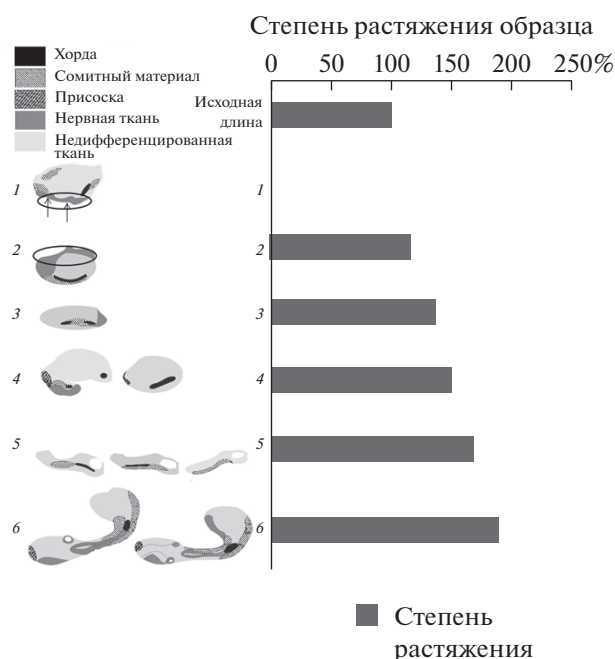 Степень растяжения образца
0 50 100 150 200 250%
Хорда
Сомитный материал
Присоска
Нервная ткань
Недифференцированная
ткань
Исходная
длина
1 1
2 2
3 3
4 4
5 5
6 6
Степень
растяжения